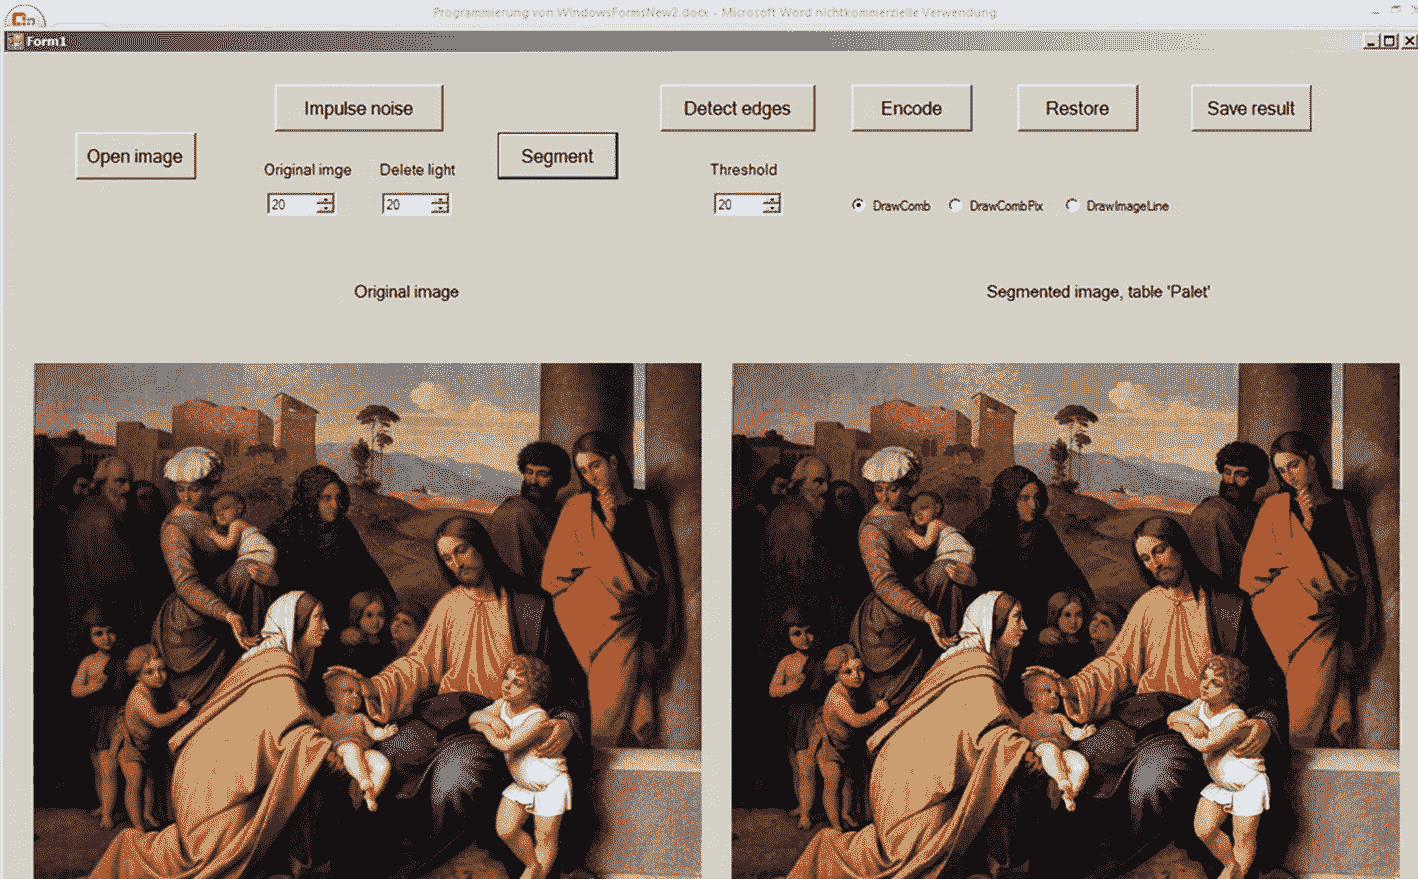 Programmierung von WindowsFormsNew2.docx - Microsoft Word nichtkommerzielle Verwendung
Form1
Impulse noise
Detect edges
Encode
Restore
Save result
Open image
Segment
Original imge
Delete light
Threshold
20
20
20
DrawComb
DrawCombPix
DrawImageLine
Original image
Segmented image, table 'Palet'